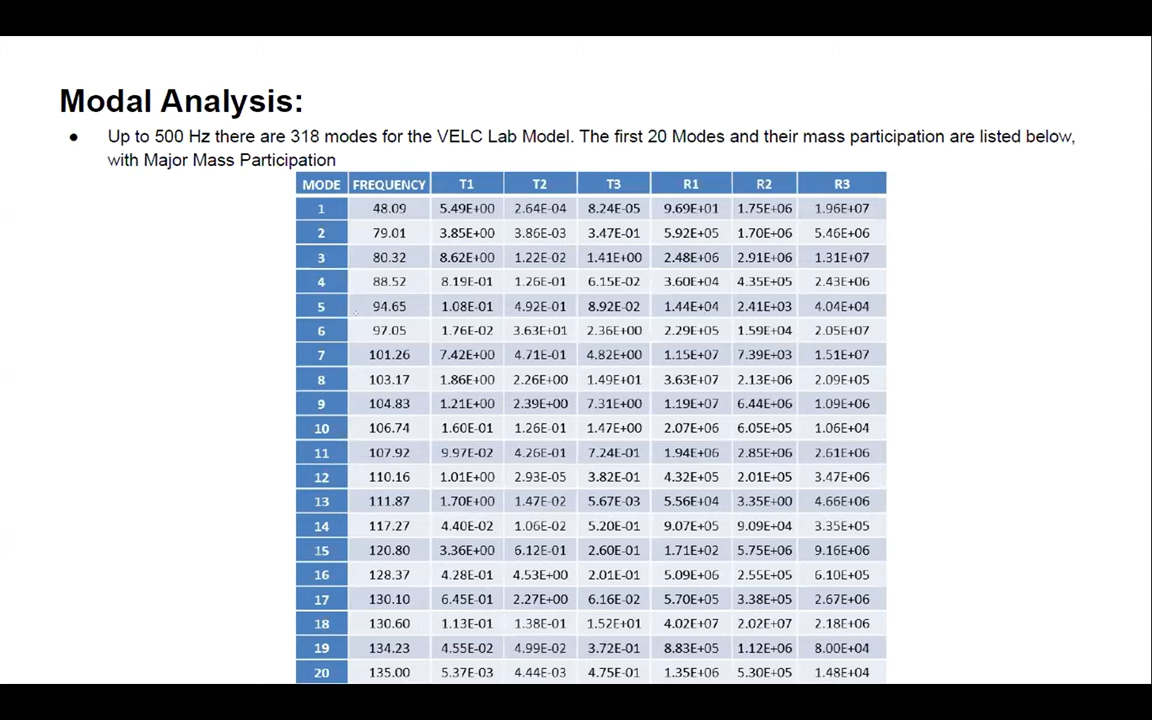 Modal Analysis:
● Up to 500 Hz there are 318 modes for the VELC Lab Model. The first 20 Modes and their mass participation are listed below,
with Major Mass Participation
MODE FREQUENCY T1 T2 T3 R1 R2 R3
1 48.09 5.49E+00 2.64E-04 8.24E-05 9.69E+01 1.75E+06 1.96E+07
2 79.01 3.85E+00 3.86E-03 3.47E-01 5.92E+05 1.70E+06 5.46E+06
3 80.32 8.62E+00 1.22E-02 1.41E+00 2.48E+06 2.91E+06 1.31E+07
4 88.52 8.19E-01 1.26E-01 6.15E-02 3.60E+04 4.35E+05 2.43E+06
5 94.65 1.08E-01 4.92E-01 8.92E-02 1.44E+04 2.41E+03 4.04E+04
6 97.05 1.76E-02 3.63E+01 2.36E+00 2.29E+05 1.59E+04 2.05E+07
7 101.26 7.42E+00 4.71E-01 4.82E+00 1.15E+07 7.39E+03 1.51E+07
8 103.17 1.86E+00 2.26E+00 1.49E+01 3.63E+07 2.13E+06 2.09E+05
9 104.83 1.21E+00 2.39E+00 7.31E+00 1.19E+07 6.44E+06 1.09E+06
10 106.74 1.60E-01 1.26E-01 1.47E+00 2.07E+06 6.05E+05 1.06E+04
11 107.92 9.97E-02 4.26E-01 7.24E-01 1.94E+06 2.85E+06 2.61E+06
12 110.16 1.01E+00 2.93E-05 3.82E-01 4.32E+05 2.01E+05 3.47E+06
13 111.87 1.70E+00 1.47E-02 5.67E-03 5.56E+04 3.35E+00 4.66E+06
14 117.27 4.40E-02 1.06E-02 5.20E-01 9.07E+05 9.09E+04 3.35E+05
15 120.80 3.36E+00 6.12E-01 2.60E-01 1.71E+02 5.75E+06 9.16E+06
16 128.37 4.28E-01 4.53E+00 2.01E-01 5.09E+06 2.55E+05 6.10E+05
17 130.10 6.45E-01 2.27E+00 6.16E-02 5.70E+05 3.38E+05 2.67E+06
18 130.60 1.13E-01 1.38E-01 1.52E+01 4.02E+07 2.02E+07 2.18E+06
19 134.23 4.55E-02 4.99E-02 3.72E-01 8.83E+05 1.12E+06 8.00E+04
20 135.00 5.37E-03 4.44E-03 4.75E-01 1.35E+06 5.30E+05 1.48E+04